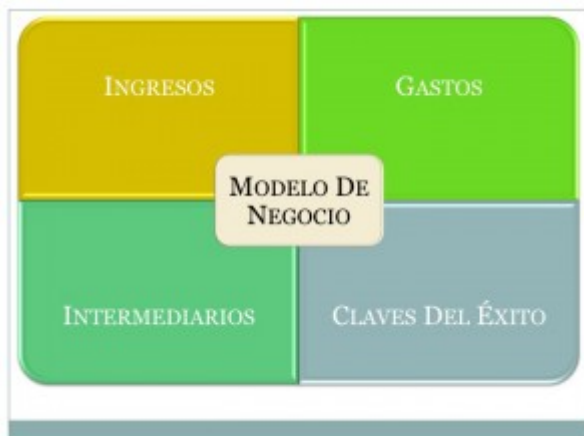 Ingresos
Gastos
Modelo De
Negocio
Intermediarios
Claves Del Éxito